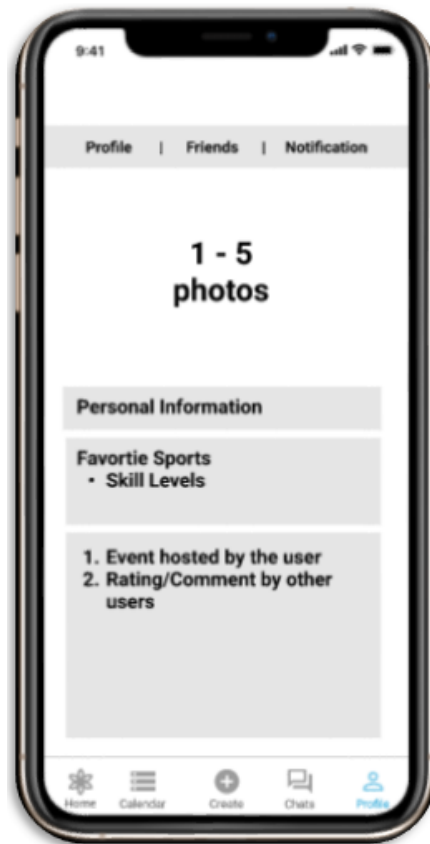 9:41
Profile | Friends | Notification
1 - 5
photos
Personal Information
Favortie Sports
• Skill Levels
1. Event hosted by the user
2. Rating/Comment by other
users
Home Calendar Create Chats Profile